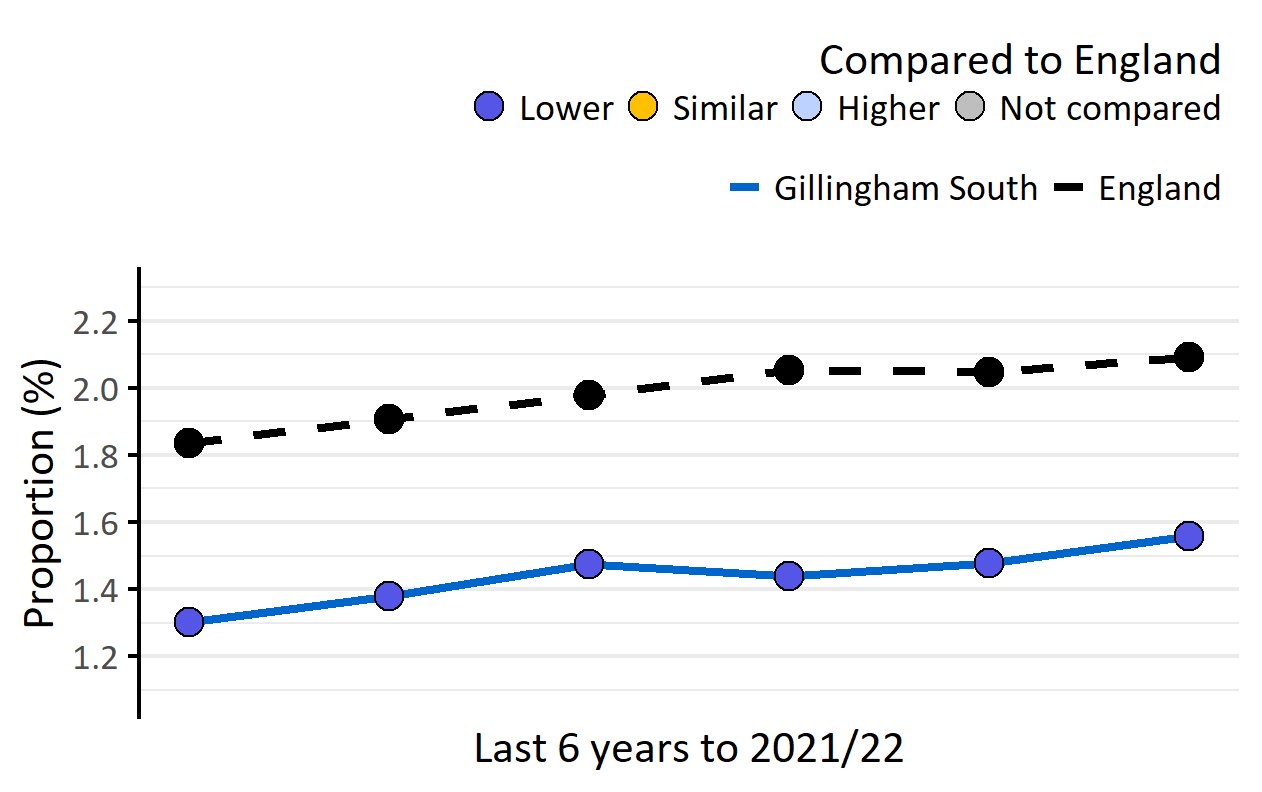 Compared to England
Lower Similar Higher Not compared
Gillingham South England
Proportion (%)
2.2
2.0
1.8
1.6
1.4
1.2
Last 6 years to 2021/22